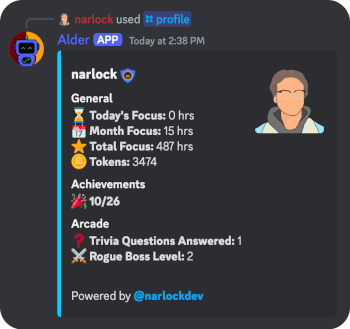 narlock used profile
Alder APP Today at 2:38 PM
narlock
General
Today's Focus: 0 hrs
Month Focus: 15 hrs
Total Focus: 487 hrs
Tokens: 3474
Achievements
10/26
Arcade
Trivia Questions Answered: 1
Rogue Boss Level: 2
Powered by @narlockdev